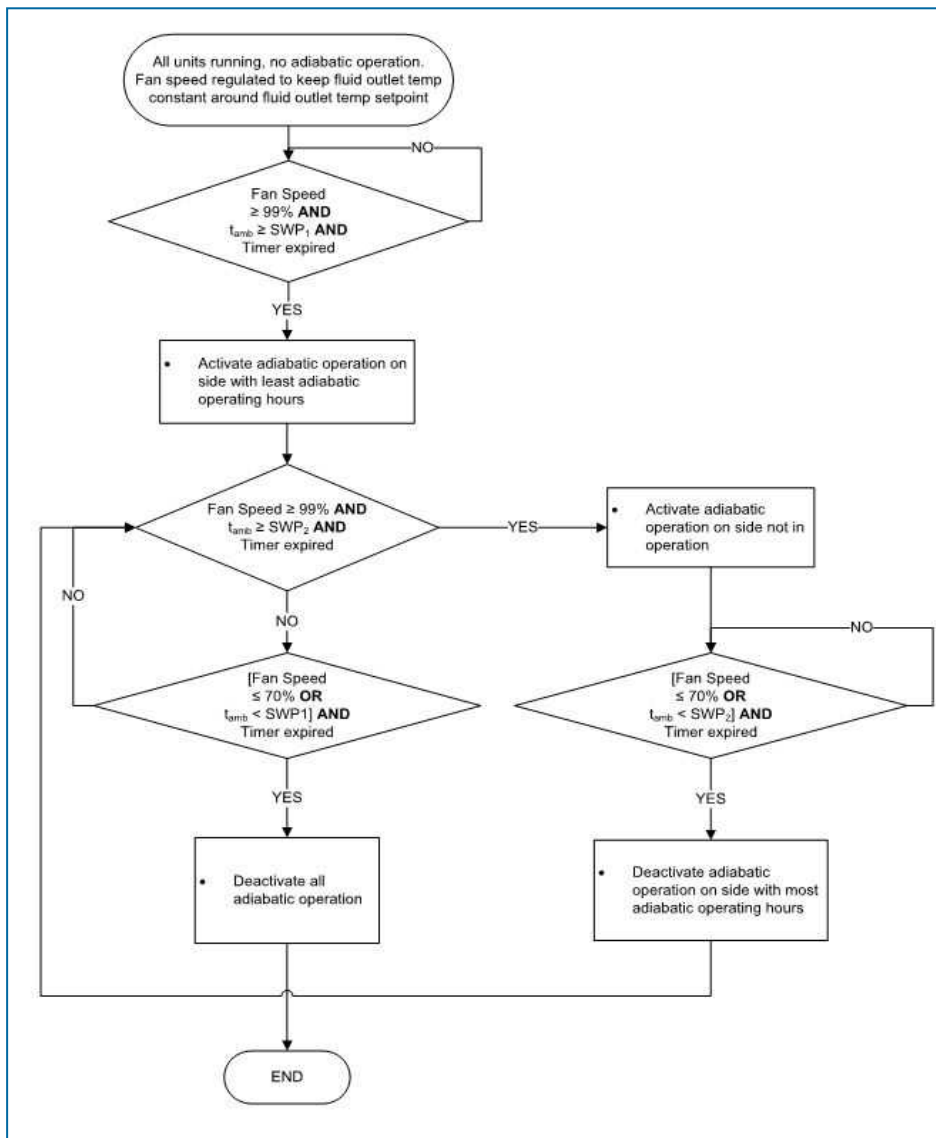 All units running, no adiabatic operation.
Fan speed regulated to keep fluid outlet temp
constant around fluid outlet temp setpoint
NO
Fan Speed
≥ 99% AND
tamb ≥ SWP1 AND
Timer expired
YES
• Activate adiabatic operation on
side with least adiabatic
operating hours
Fan Speed ≥ 99% AND
tamb ≥ SWP2 AND
Timer expired
YES
• Activate adiabatic
operation on side not in
operation
NO
NO
NO
[Fan Speed
≤ 70% OR
tamb < SWP1] AND
Timer expired
[Fan Speed
≤ 70% OR
tamb < SWP2] AND
Timer expired
YES
YES
• Deactivate all
adiabatic operation
• Deactivate adiabatic
operation on side with most
adiabatic operating hours
END